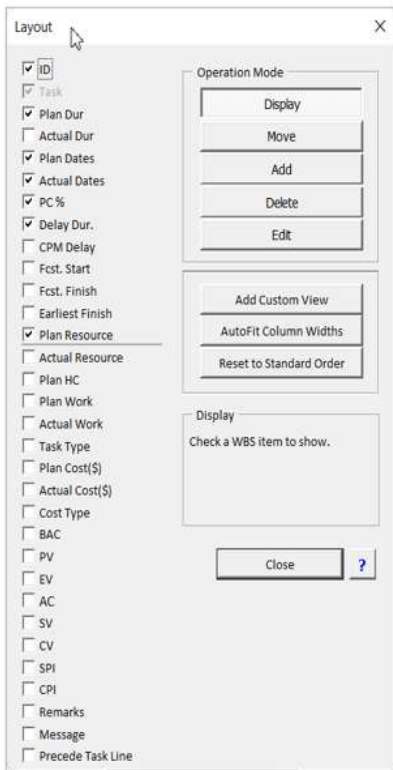 Layout
ID
Task
Plan Dur
Actual Dur
Plan Dates
Actual Dates
PC %
Delay Dur.
CPM Delay
Fcst. Start
Fcst. Finish
Earliest Finish
Plan Resource
Actual Resource
Plan HC
Plan Work
Actual Work
Task Type
Plan Cost($)
Actual Cost($)
Cost Type
BAC
PV
EV
AC
SV
CV
SPI
CPI
Remarks
Message
Precede Task Line
Operation Mode
Display
Move
Add
Delete
Edit
Add Custom View
AutoFit Column Widths
Reset to Standard Order
Display
Check a WBS item to show.
Close
?